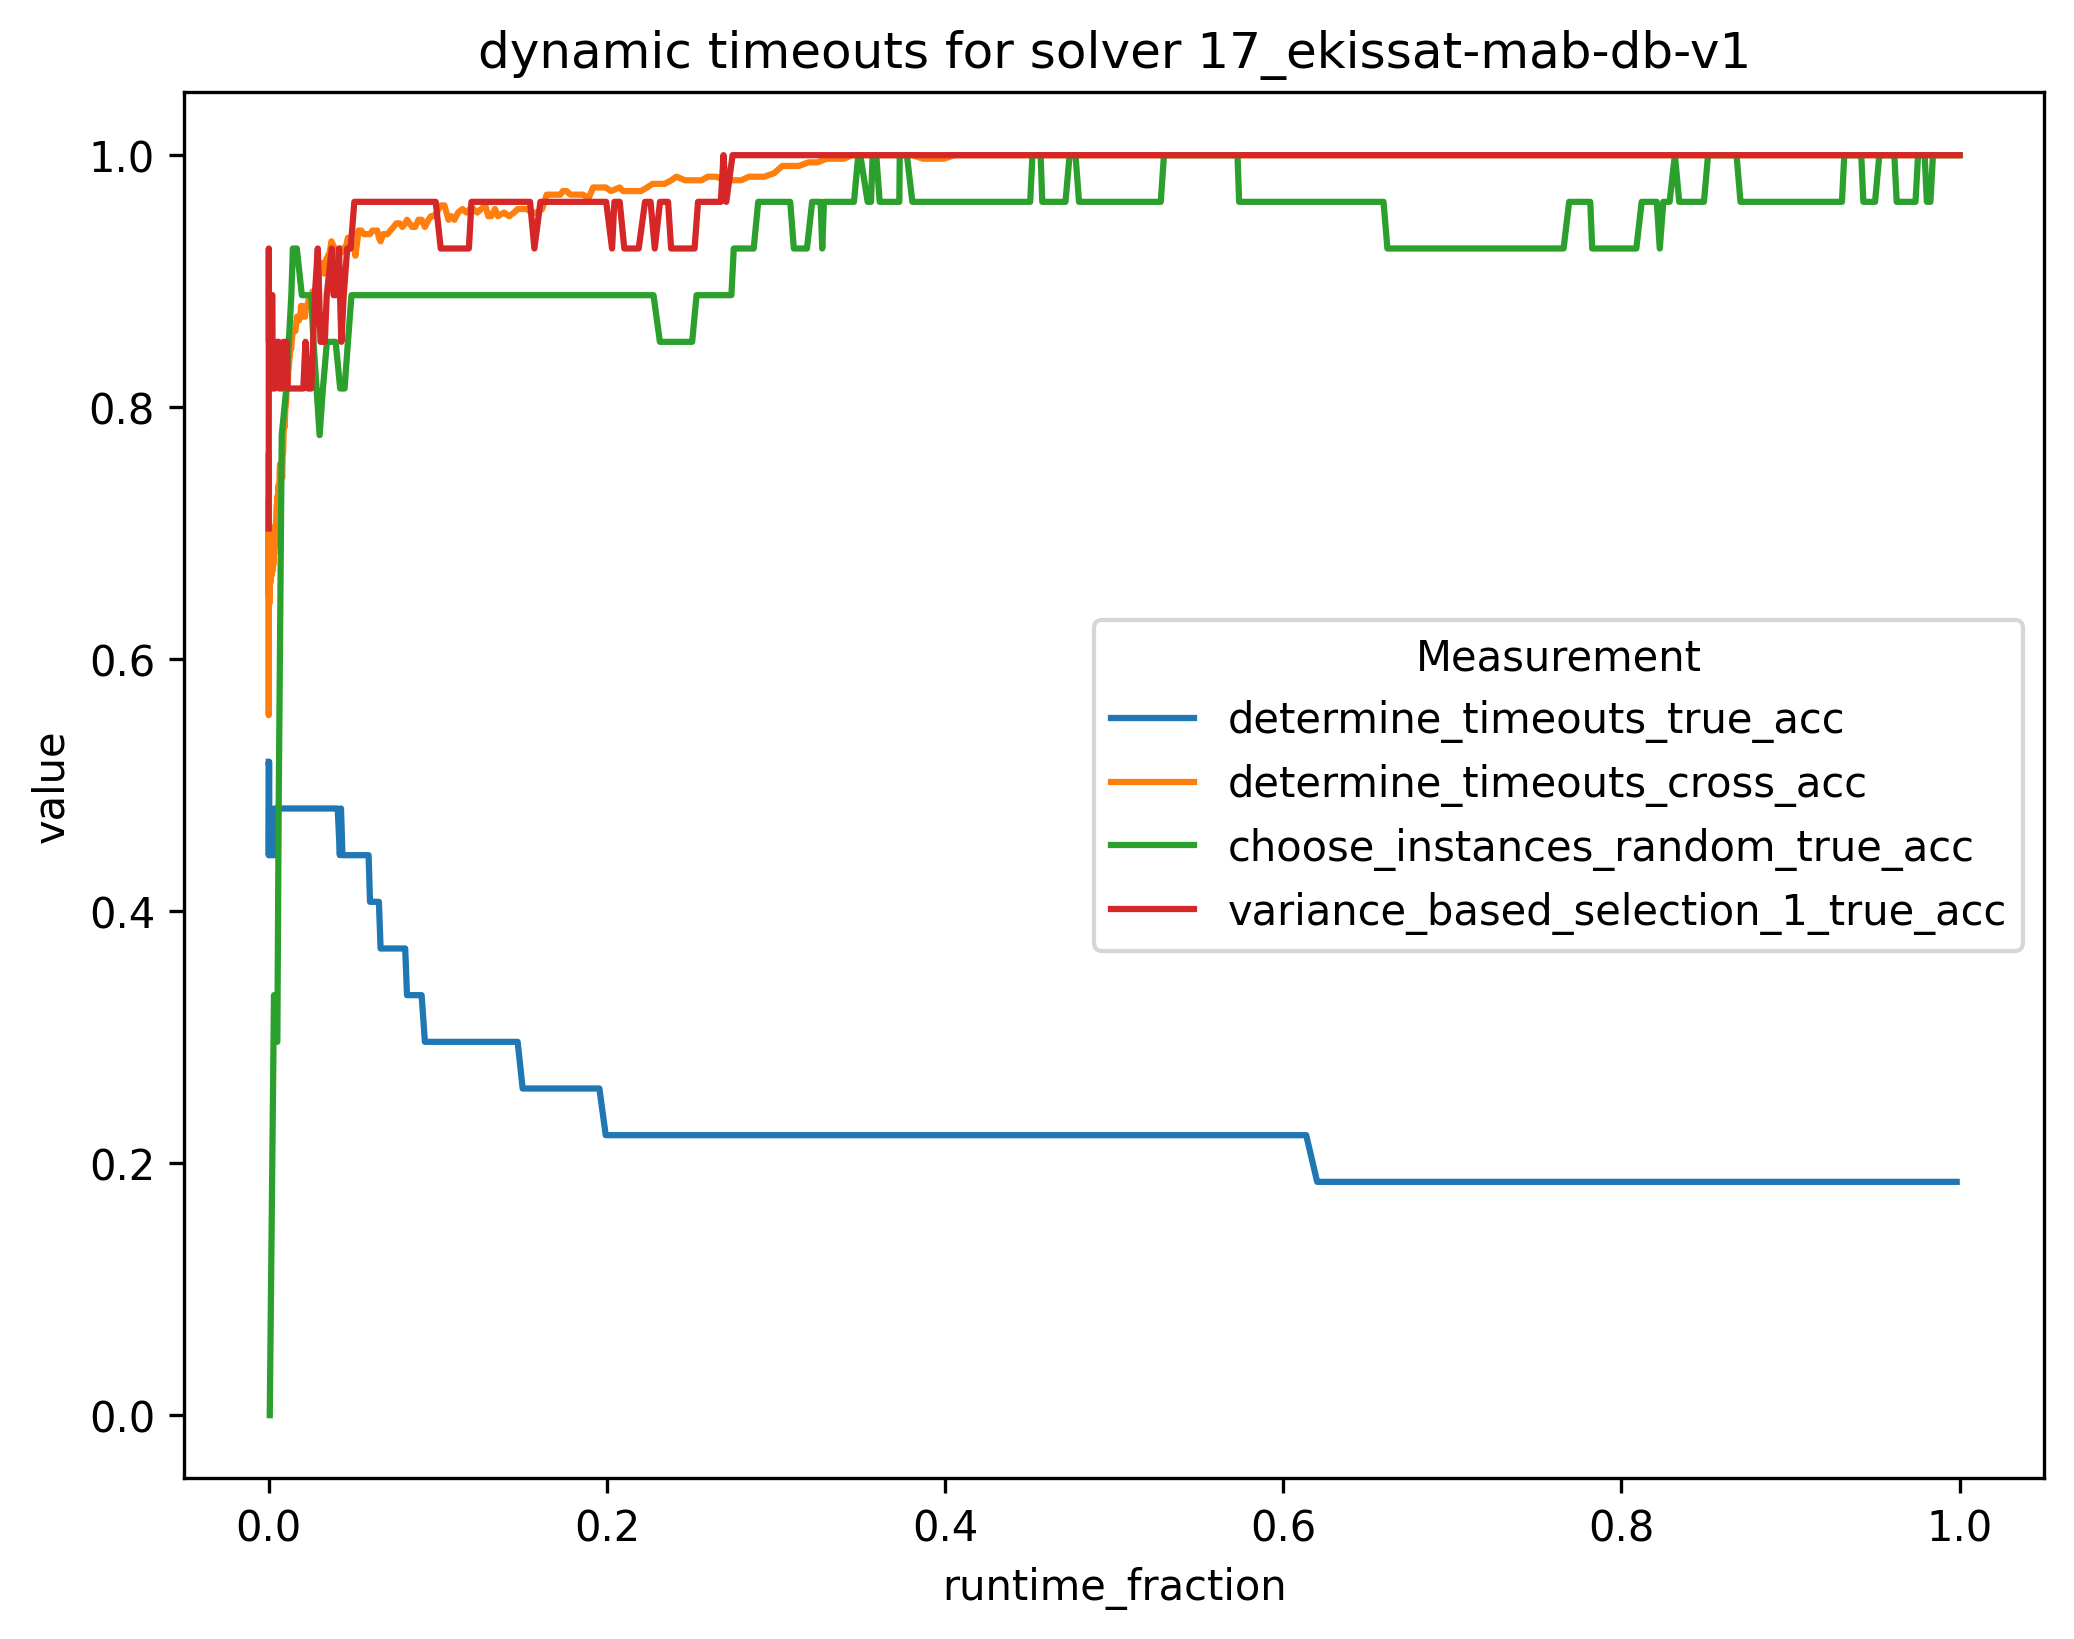 dynamic timeouts for solver 17_ekissat-mab-db-v1
1.0
0.8
0.6
0.4
0.2
0.0
value
Measurement
determine_timeouts_true_acc
determine_timeouts_cross_acc
choose_instances_random_true_acc
variance_based_selection_1_true_acc
0.0 0.2 0.4 0.6 0.8 1.0
runtime_fraction